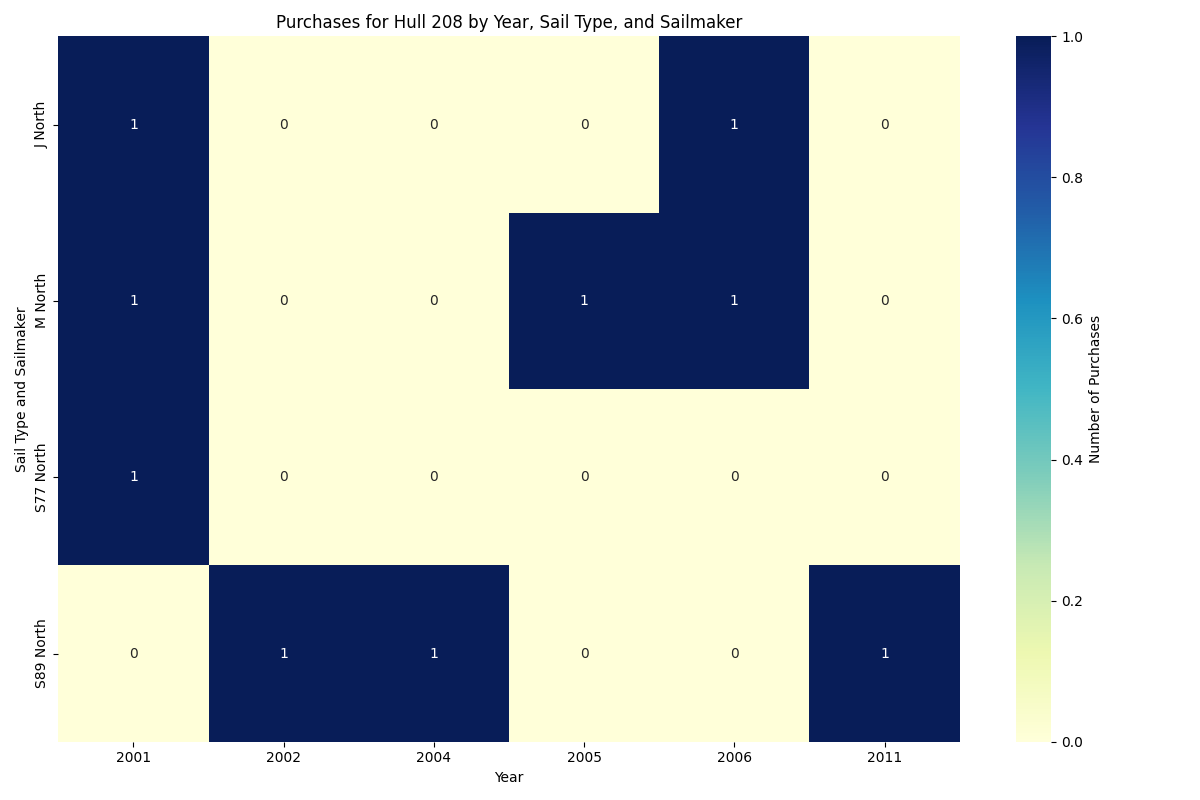 Purchases for Hull 208 by Year, Sail Type, and Sailmaker
Sail Type and Sailmaker
J North
1 0 0 0 1 0
M North
1 0 0 1 1 0
S77 North
1 0 0 0 0 0
S89 North
0 1 1 0 0 1
2001 2002 2004 2005 2006 2011
Year
1.0
0.8
0.6
0.4
0.2
0.0
Number of Purchases